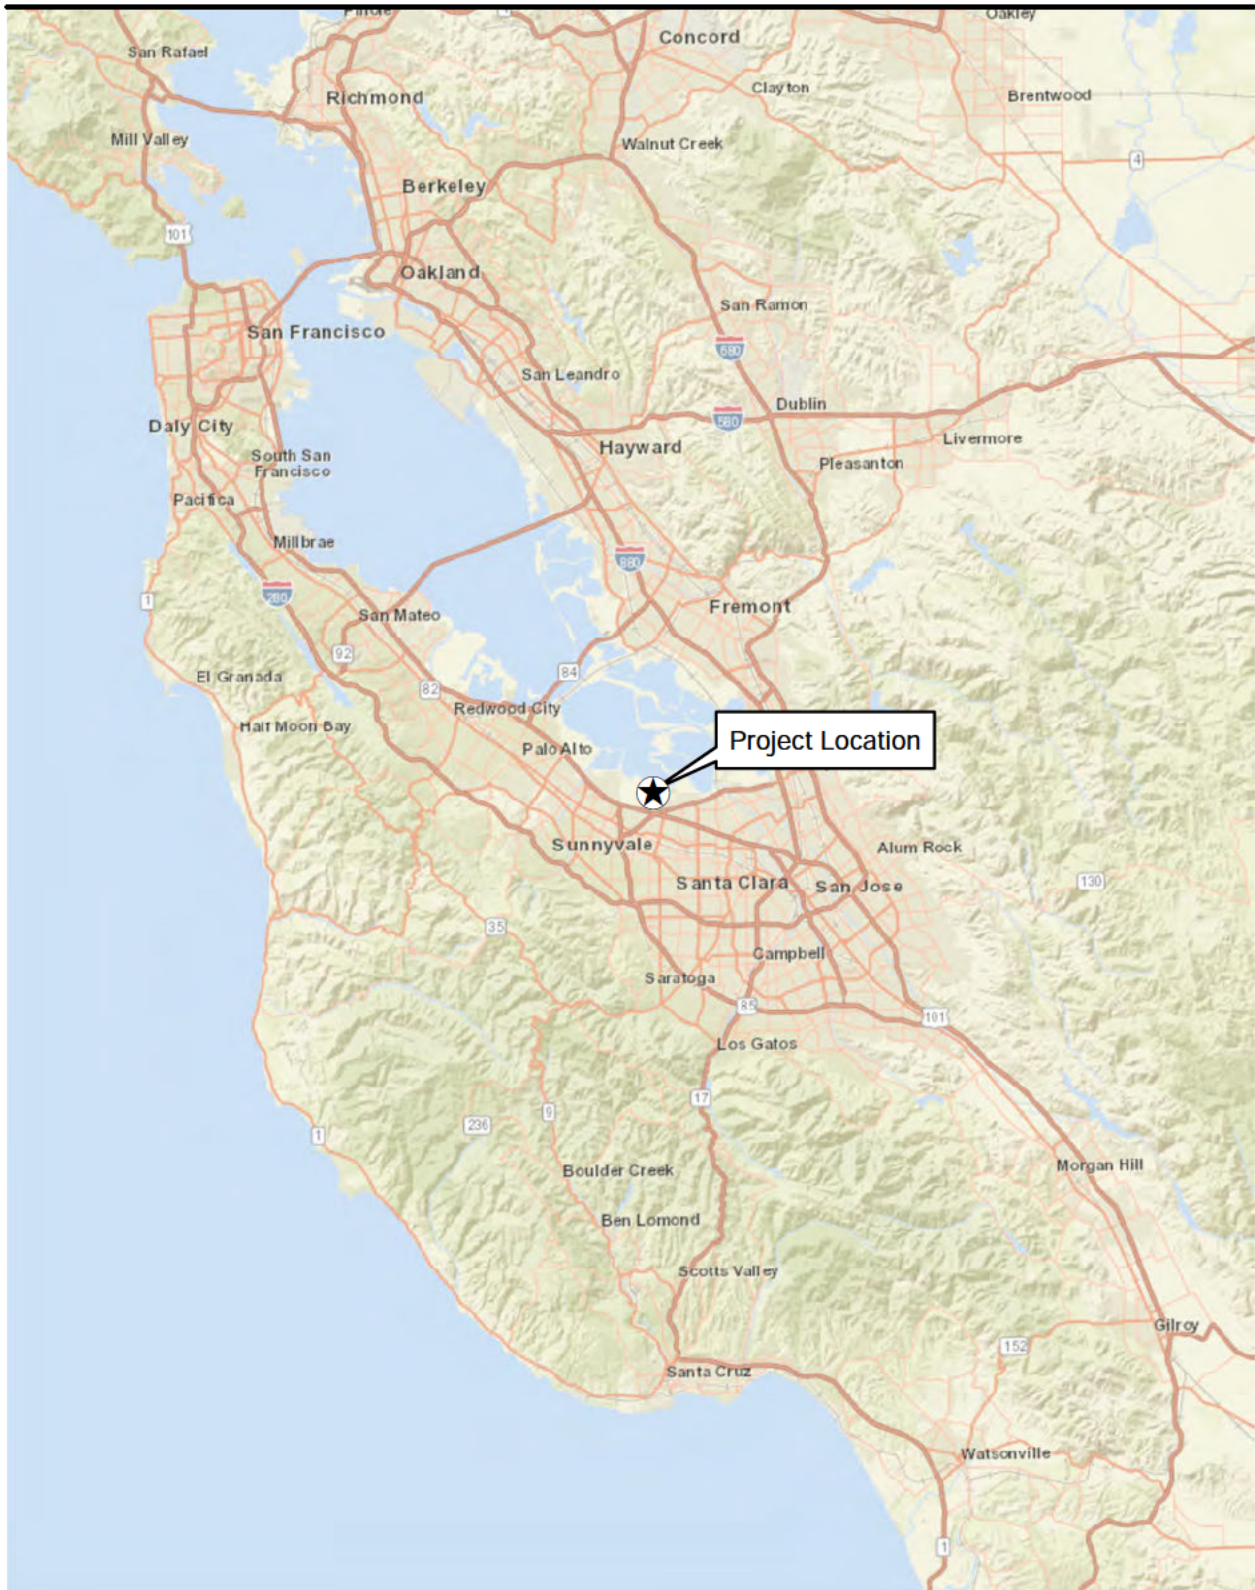 Oakley
San Rafael
Concord
Richmond
Clayton
Brentwood
Mill Valley
Walnut Creek
4
Berkeley
101
Oakland
San Ramon
San Francisco
680
San Leandro
Dublin
580
Daly City
Hayward
Livermore
South San
Francisco
Pleasanton
Pacifica
Millbrae
880
280
1
San Mateo
Fremont
92
84
El Granada
82
Redwood City
Half Moon Bay
Palo Alto
Project Location
Sunnyvale
Alum Rock
Santa Clara
San Jose
130
35
Campbell
Saratoga
85
101
Los Gatos
17
9
236
1
Boulder Creek
Morgan Hill
Ben Lomond
Scotts Valley
Gilroy
152
Santa Cruz
Watsonville
1